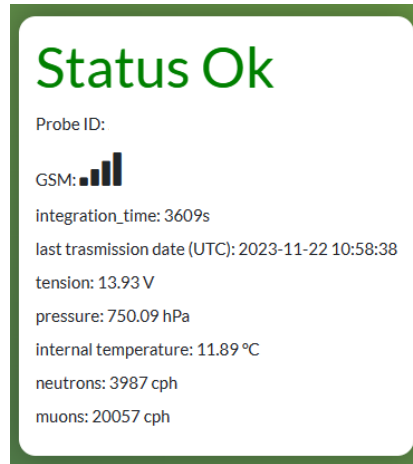 Status Ok
Probe ID:
GSM:
integration_time: 3609s
last trasmission date (UTC): 2023-11-22 10:58:38
tension: 13.93 V
pressure: 750.09 hPa
internal temperature: 11.89 °C
neutrons: 3987 cph
muons: 20057 cph